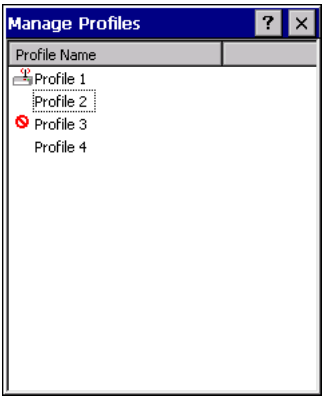 Manage Profiles ? ×
Profile Name
Profile 1
Profile 2
Profile 3
Profile 4